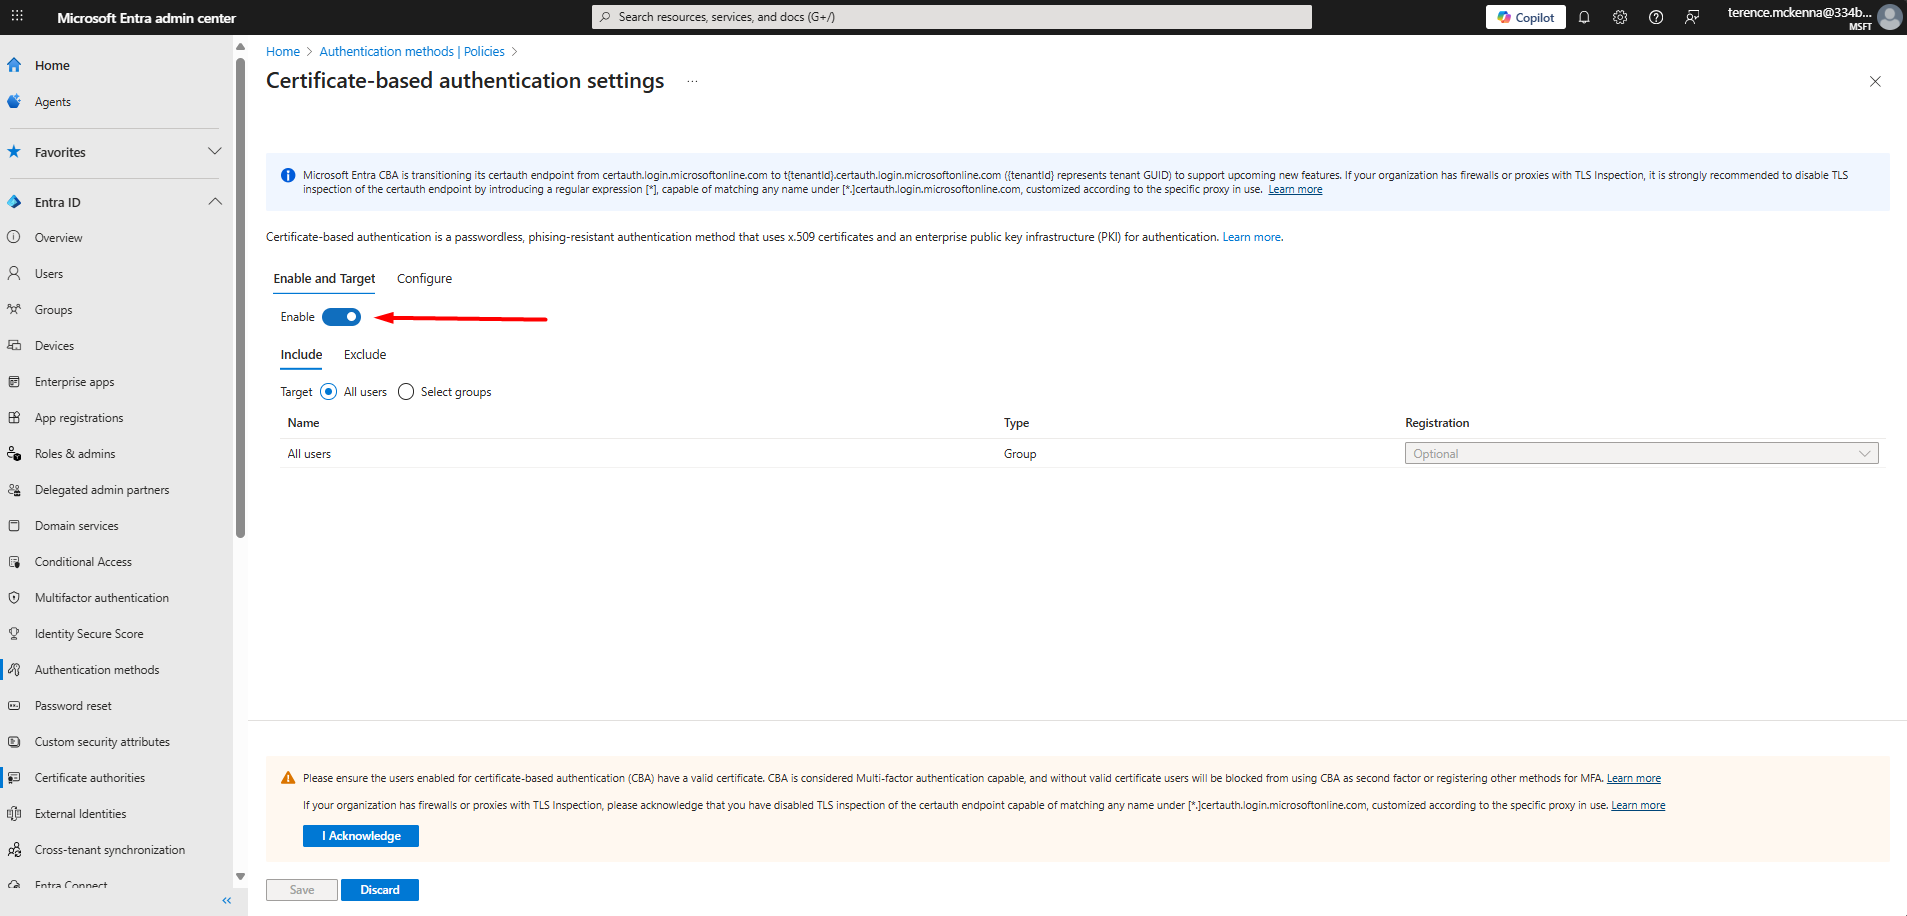 Microsoft Entra admin center
Search resources, services, and docs (G+/)
Copilot
terence.mckenna@334b...
MSFT
Home
Agents
Favorites
Entra ID
Overview
Users
Groups
Devices
Enterprise apps
App registrations
Roles & admins
Delegated admin partners
Domain services
Conditional Access
Multifactor authentication
Identity Secure Score
Authentication methods
Password reset
Custom security attributes
Certificate authorities
External Identities
Cross-tenant synchronization
Entra Connect
Home > Authentication methods | Policies >
Certificate-based authentication settings ...
Microsoft Entra CBA is transitioning its certauth endpoint from certauth.login.microsoftonline.com to t{tenantId}.certauth.login.microsoftonline.com ({tenantId} represents tenant GUID) to support upcoming new features. If your organization has firewalls or proxies with TLS Inspection, it is strongly recommended to disable TLS
inspection of the certauth endpoint by introducing a regular expression [*], capable of matching any name under [*.]certauth.login.microsoftonline.com, customized according to the specific proxy in use. Learn more
Certificate-based authentication is a passwordless, phising-resistant authentication method that uses x.509 certificates and an enterprise public key infrastructure (PKI) for authentication. Learn more.
Enable and Target Configure
Enable
Include Exclude
Target All users Select groups
Name Type Registration
All users Group Optional
Please ensure the users enabled for certificate-based authentication (CBA) have a valid certificate. CBA is considered Multi-factor authentication capable, and without valid certificate users will be blocked from using CBA as second factor or registering other methods for MFA. Learn more
If your organization has firewalls or proxies with TLS Inspection, please acknowledge that you have disabled TLS inspection of the certauth endpoint capable of matching any name under [*.]certauth.login.microsoftonline.com, customized according to the specific proxy in use. Learn more
I Acknowledge
Save Discard